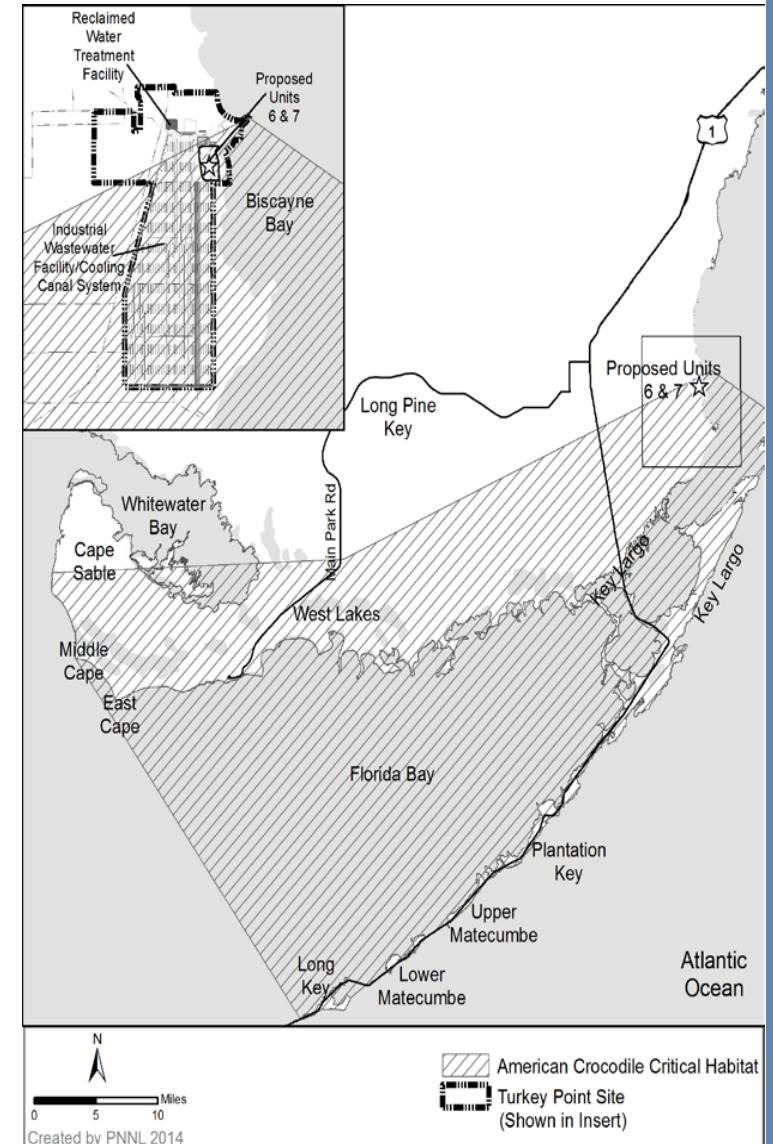 Reclaimed
Water
Treatment
Facility
Proposed
Units
6 & 7
Biscayne
Bay
Industrial
Wastewater
Facility/Cooling
Canal System
1
Proposed Units
6 & 7
Long Pine
Key
Main Park Rd
Whitewater
Bay
Cape
Sable
West Lakes
Key Largo
Key Largo
Middle
Cape
East
Cape
Florida Bay
Plantation
Key
Upper
Matecumbe
Lower
Matecumbe
Long
Key
Atlantic
Ocean
N
Miles
0 5 10
Created by PNNL 2014
American Crocodile Critical Habitat
Turkey Point Site
(Shown in Insert)